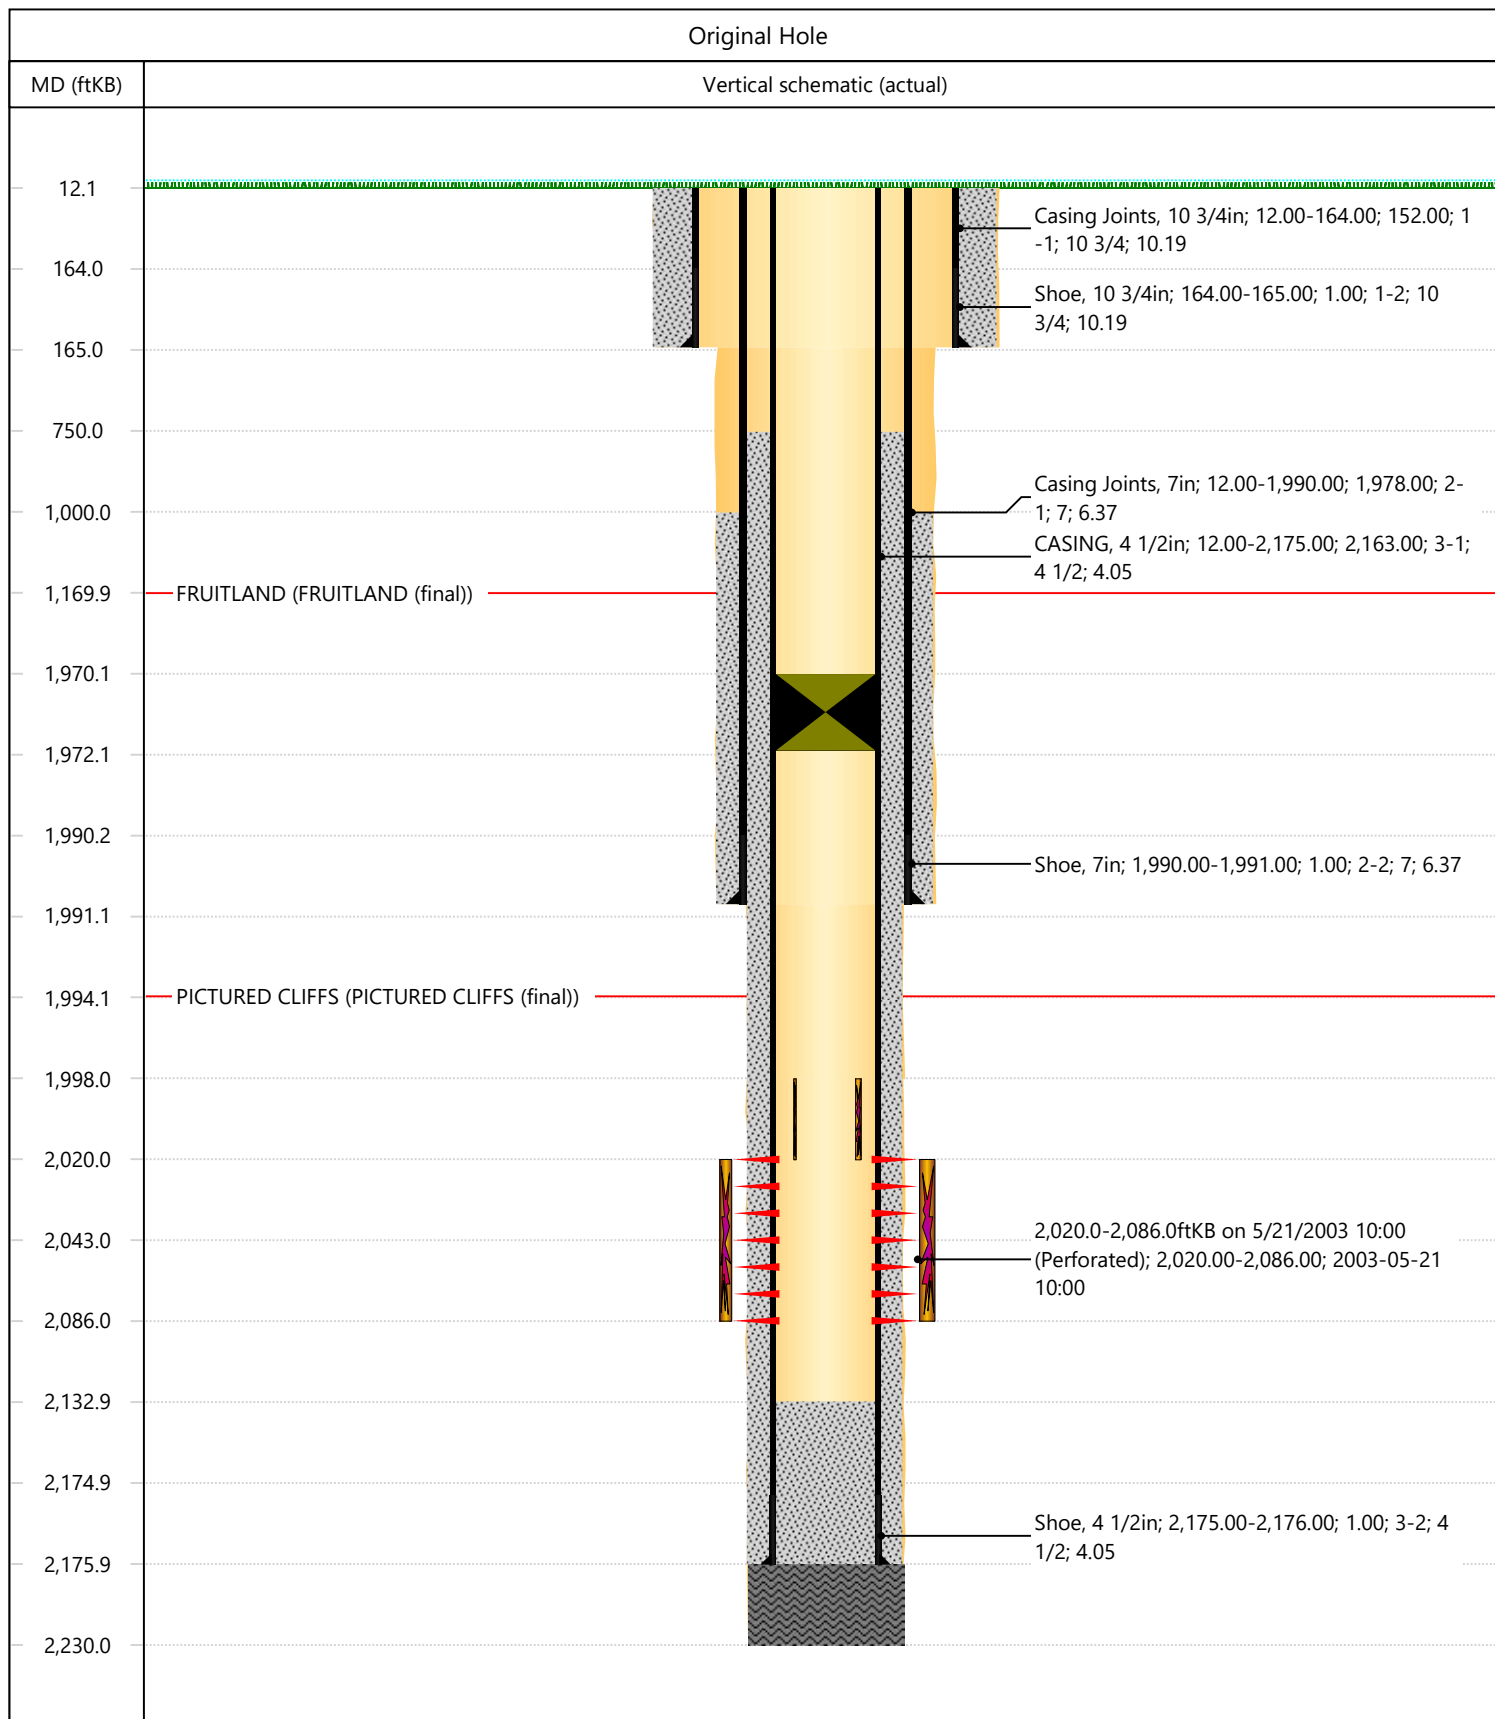 Original Hole
MD (ftKB)
Vertical schematic (actual)
12.1
Casing Joints, 10 3/4in; 12.00-164.00; 152.00; 1
-1; 10 3/4; 10.19
164.0
Shoe, 10 3/4in; 164.00-165.00; 1.00; 1-2; 10
3/4; 10.19
165.0
750.0
Casing Joints, 7in; 12.00-1,990.00; 1,978.00; 2-
1; 7; 6.37
1,000.0
CASING, 4 1/2in; 12.00-2,175.00; 2,163.00; 3-1;
4 1/2; 4.05
1,169.9
FRUITLAND (FRUITLAND (final))
1,970.1
1,972.1
1,990.2
Shoe, 7in; 1,990.00-1,991.00; 1.00; 2-2; 7; 6.37
1,991.1
1,994.1
PICTURED CLIFFS (PICTURED CLIFFS (final))
1,998.0
2,020.0
2,043.0
2,020.0-2,086.0ftKB on 5/21/2003 10:00
(Perforated); 2,020.00-2,086.00; 2003-05-21
10:00
2,086.0
2,132.9
2,174.9
Shoe, 4 1/2in; 2,175.00-2,176.00; 1.00; 3-2; 4
1/2; 4.05
2,175.9
2,230.0